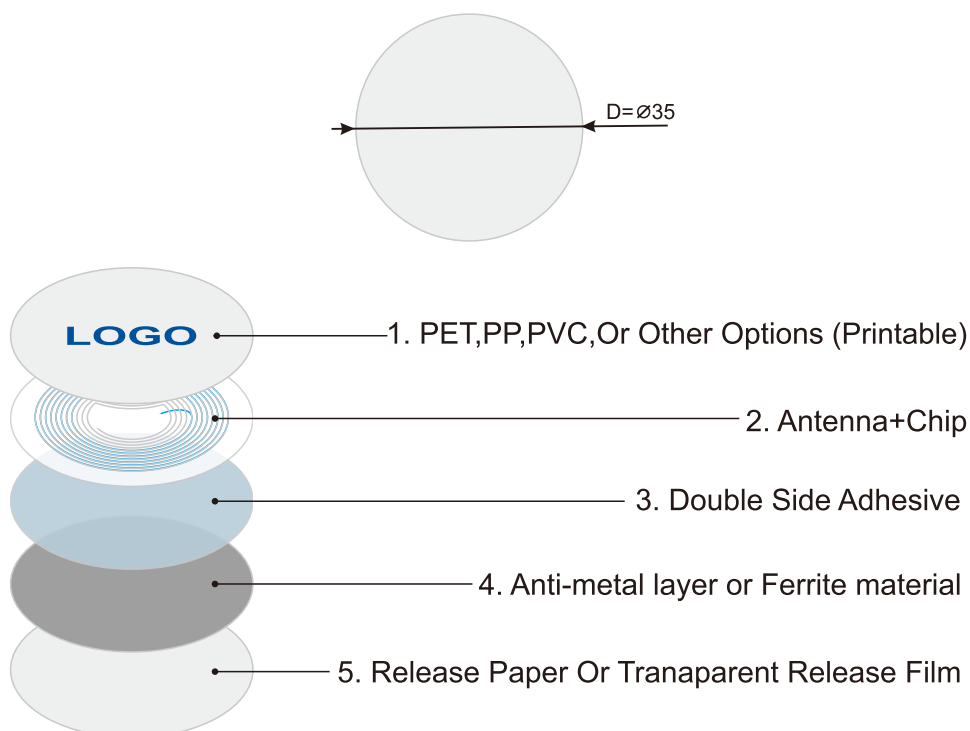 D=⌀35
LOGO
1. PET,PP,PVC,Or Other Options (Printable)
2. Antenna+Chip
3. Double Side Adhesive
4. Anti-metal layer or Ferrite material
5. Release Paper Or Tranaparent Release Film